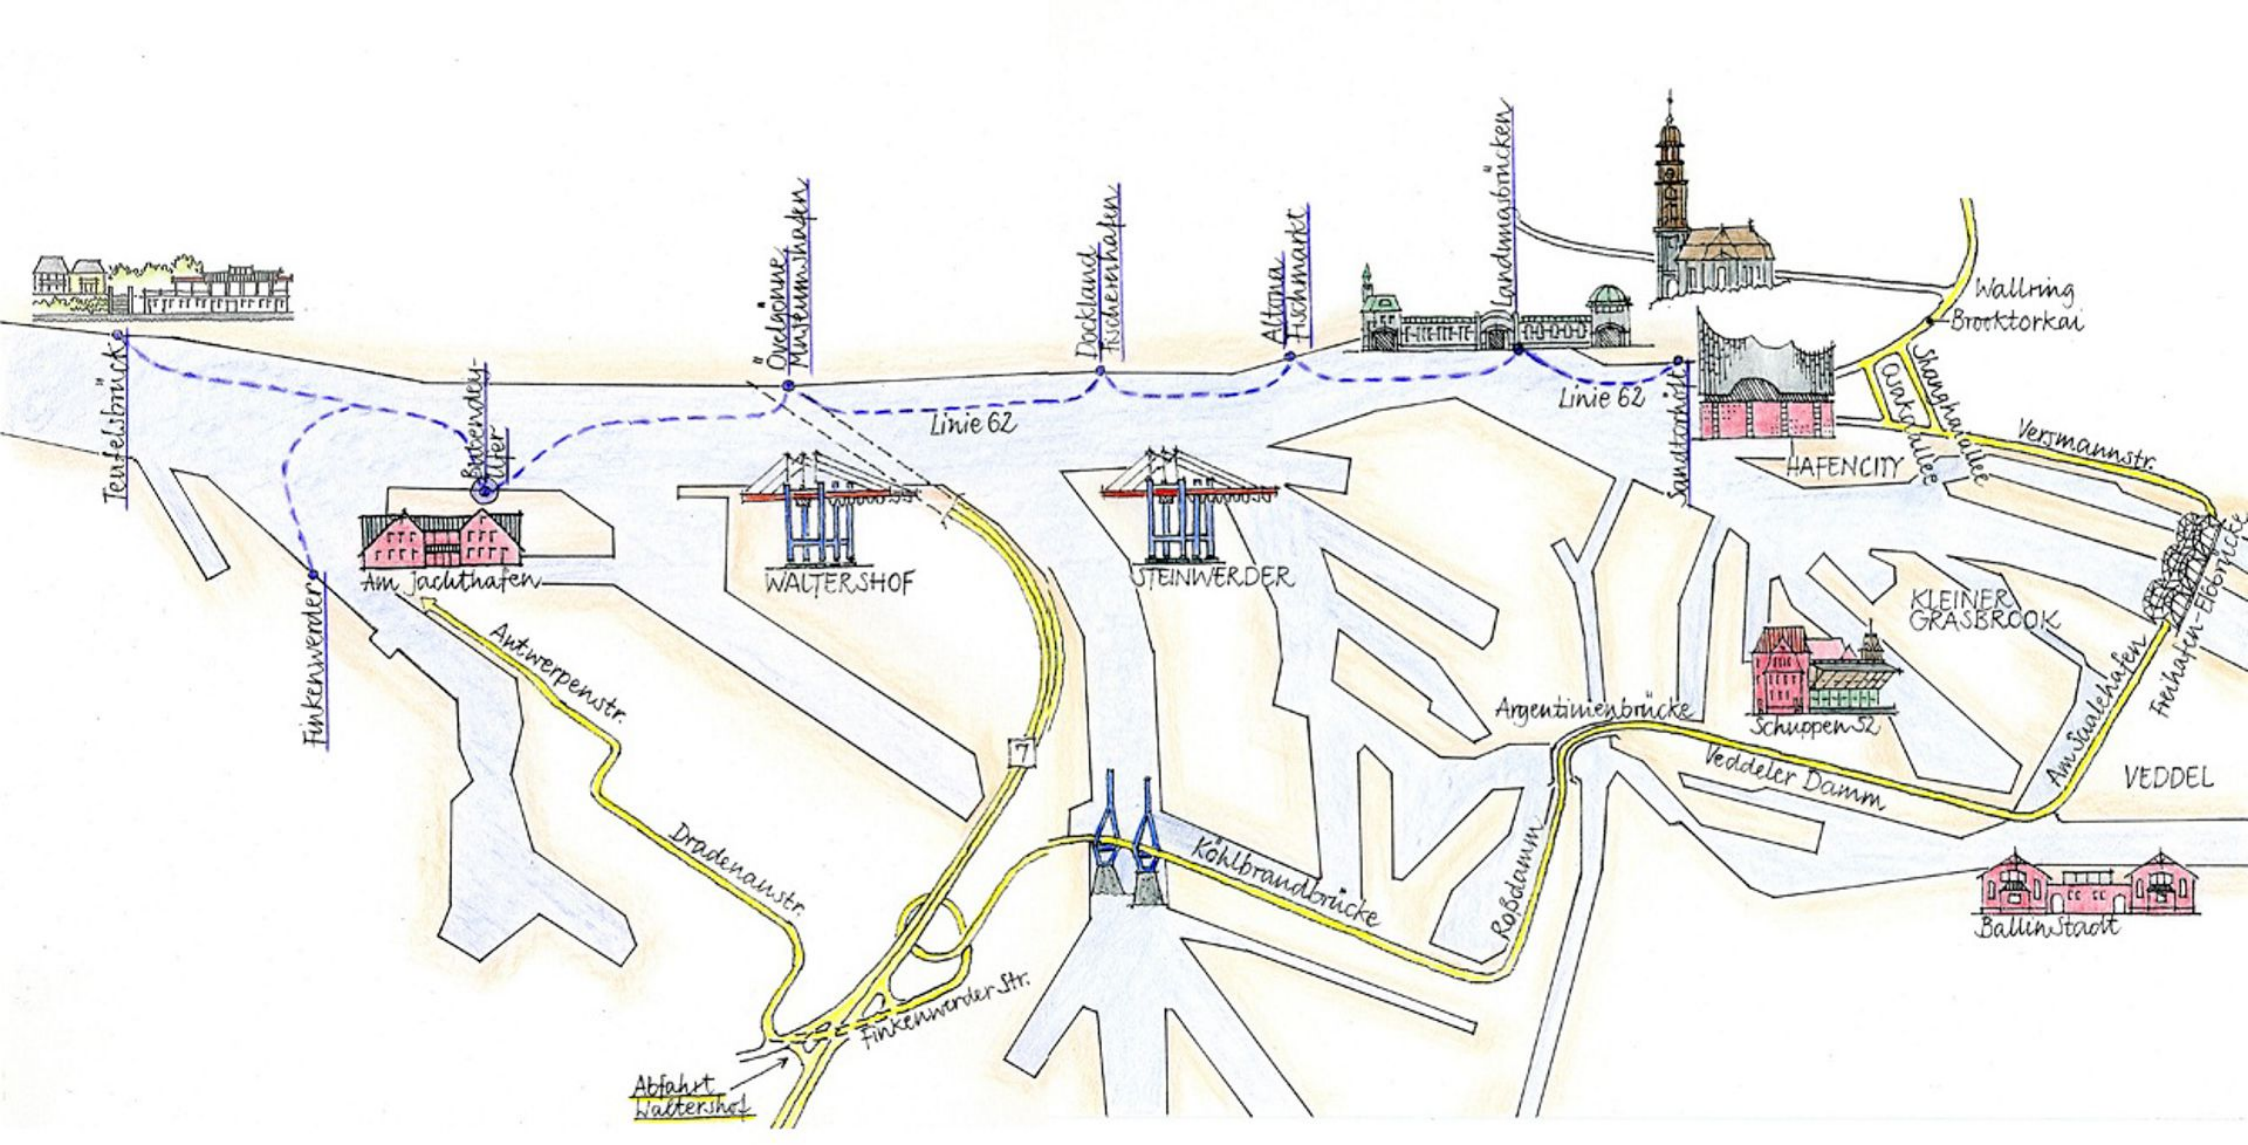 Teufelsbrück
Finkenwerder
Bubendey-
Ufer
Övelgönne
Museumshafen
Dockland
Fischereihafen
Altona
Fischmarkt
Landungsbrücken
Sandtorhöft
Linie 62
Linie 62
Wallring
Brooktorkai
Shanghaiallee
Osakaallee
Versmannstr.
HAFENCITY
Am Jachthafen
WALTERSHOF
STEINWERDER
KLEINER
GRASBROOK
Freihafen-Elbbrücke
Am Saalehafen
VEDDEL
Schuppen 52
Argentinienbrücke
Veddeler Damm
Antwerpenstr.
7
Dradenaustr.
Köhlbrandbrücke
Roßdamm
BallinStadt
Finkenwerder Str.
Abfahrt
Waltershof